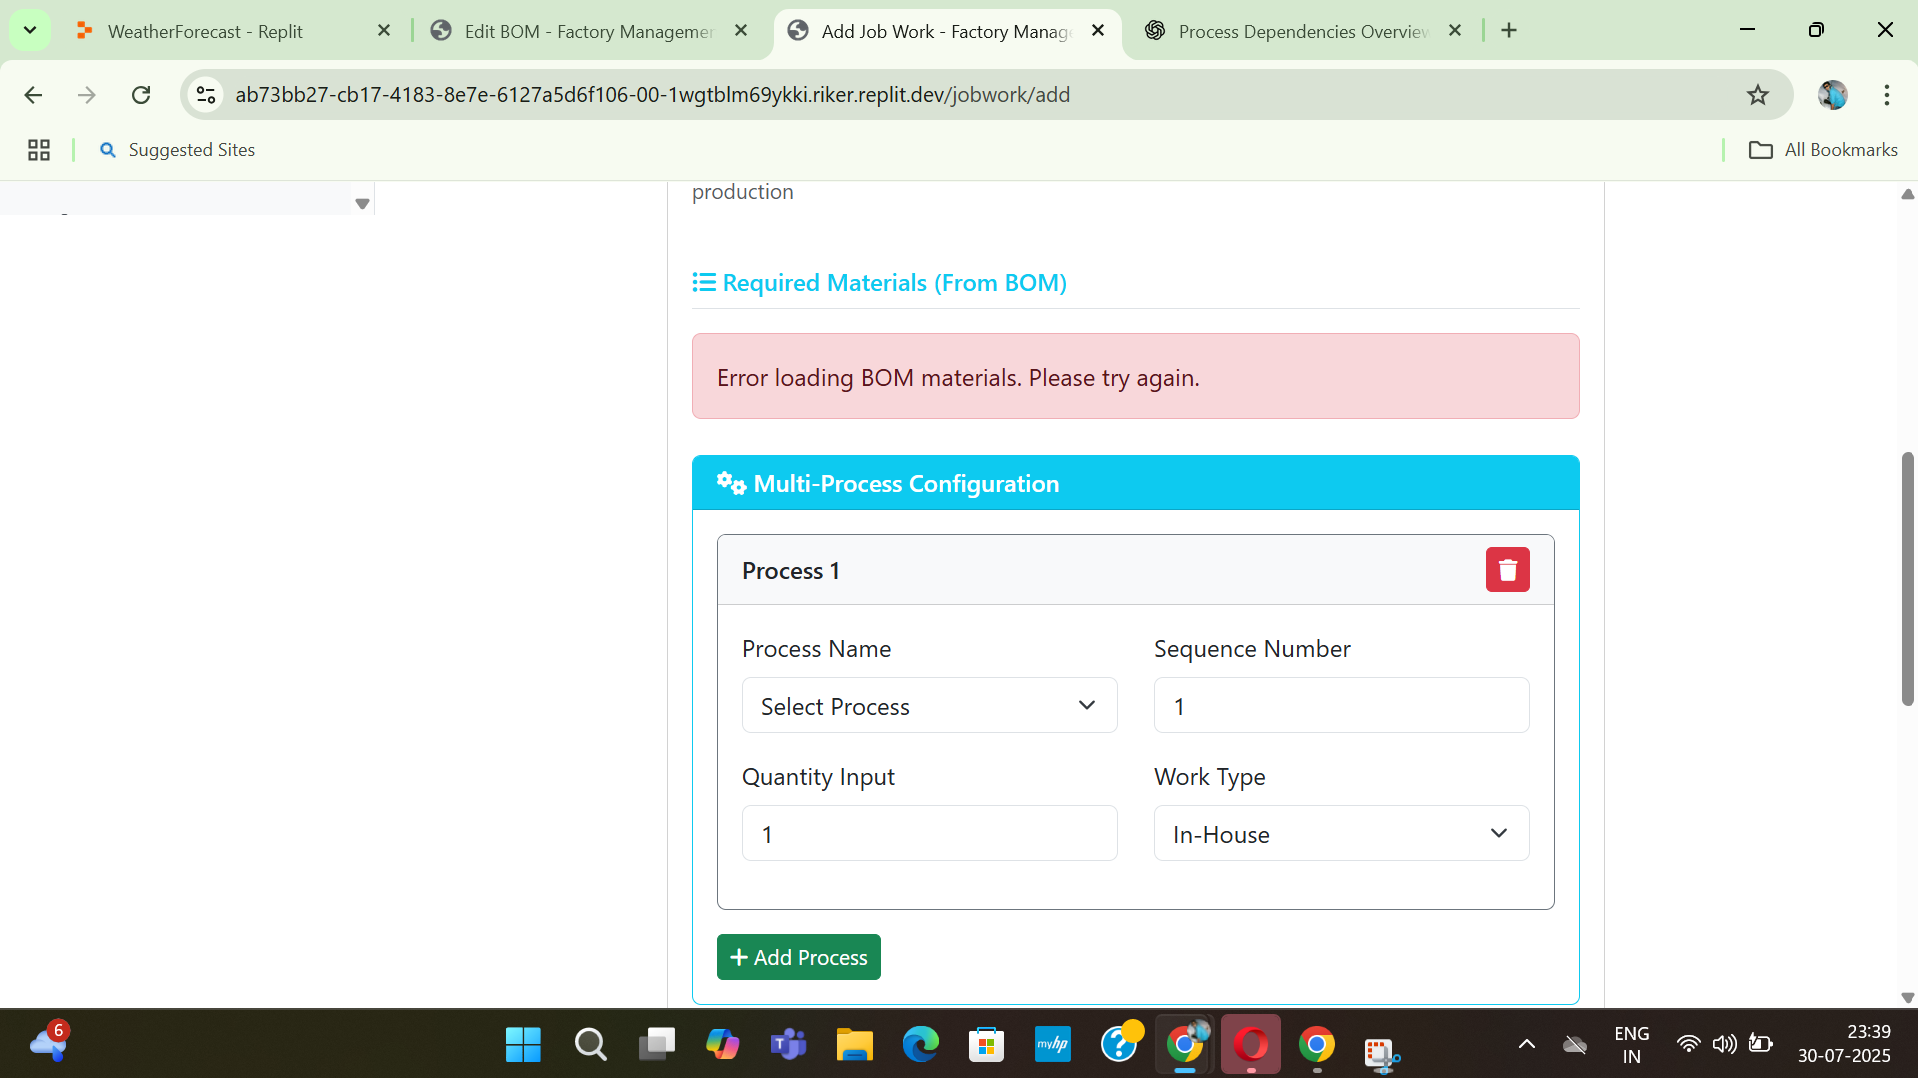 WeatherForecast - Replit
Edit BOM - Factory Managemer
Add Job Work - Factory Manag
Process Dependencies Overview
ab73bb27-cb17-4183-8e7e-6127a5d6f106-00-1wgtblm69ykki.riker.replit.dev/jobwork/add
Suggested Sites
All Bookmarks
production
Required Materials (From BOM)
Error loading BOM materials. Please try again.
Multi-Process Configuration
Process 1
Process Name
Sequence Number
Select Process
1
Quantity Input
Work Type
1
In-House
+ Add Process
6
myhp
ENG
IN
23:39
30-07-2025